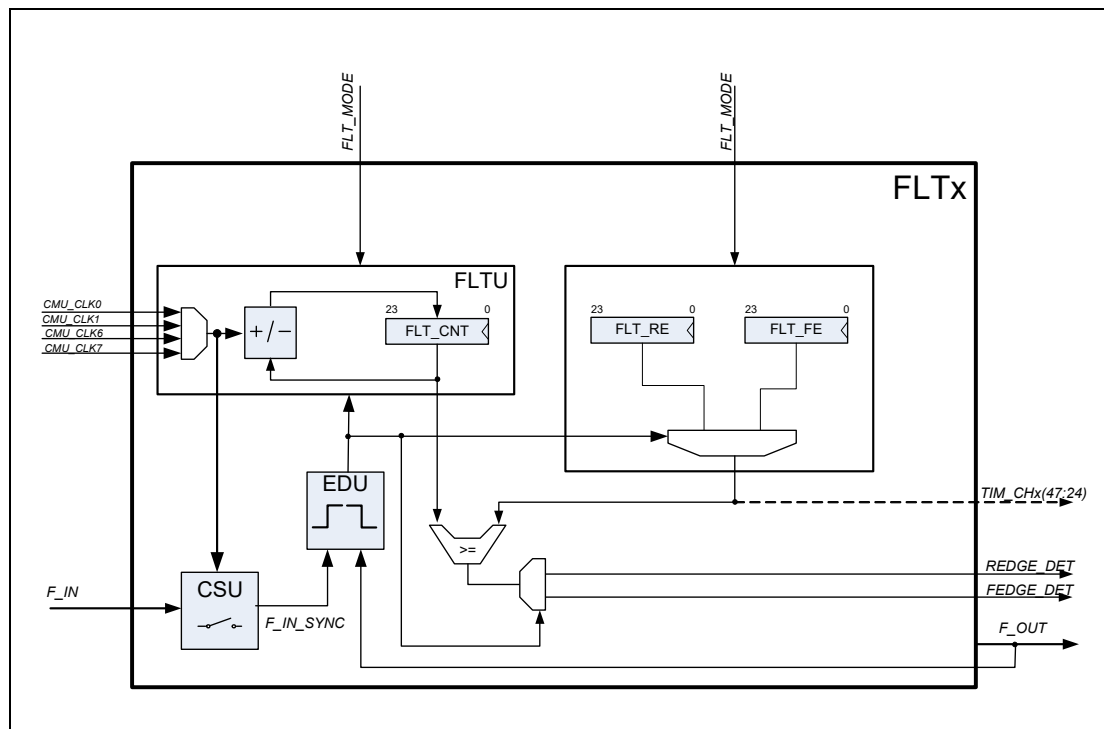 FLT_MODE
FLT_MODE
FLTx
FLTU
CMU_CLK0
CMU_CLK1
CMU_CLK6
CMU_CLK7
+/−
23 0
FLT_CNT
23 0
FLT_RE
23 0
FLT_FE
EDU
TIM_CHx(47:24)
>=
REDGE_DET
FEDGE_DET
F_IN
CSU
F_IN_SYNC
F_OUT